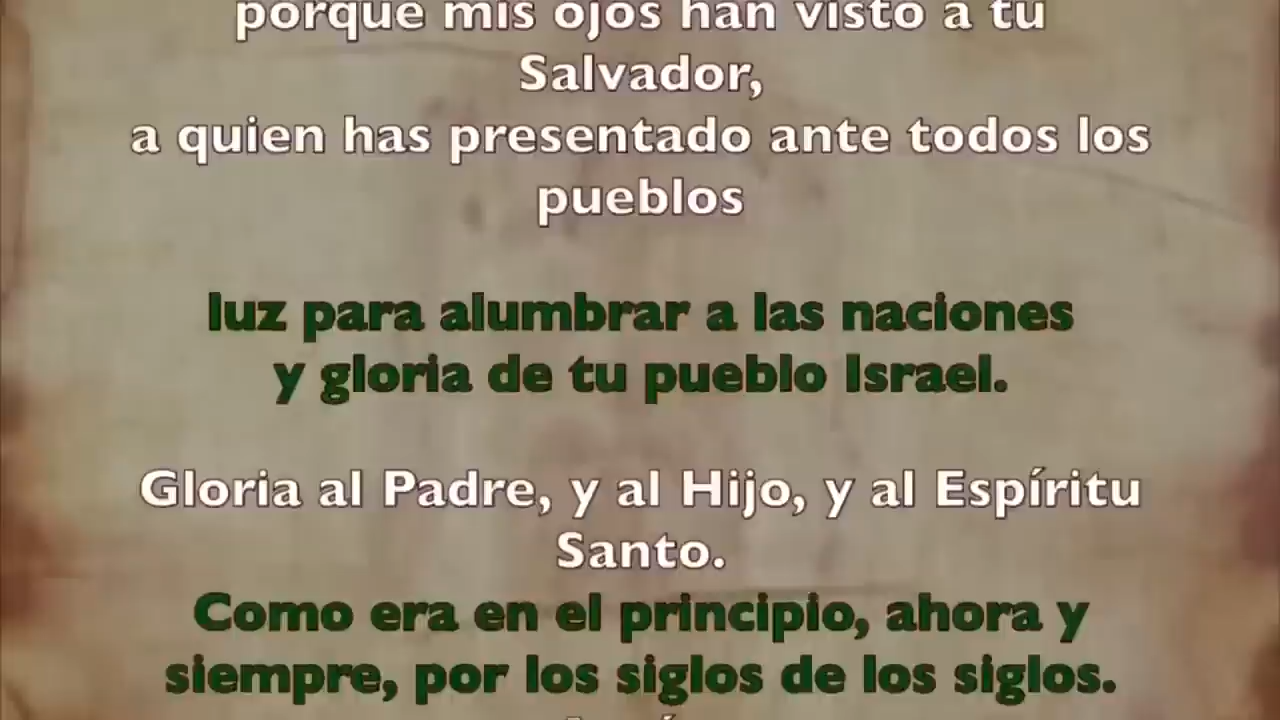 porque mis ojos han visto a tu
Salvador,
a quien has presentado ante todos los
pueblos
luz para alumbrar a las naciones
y gloria de tu pueblo Israel.
Gloria al Padre, y al Hijo, y al Espíritu
Santo.
Como era en el principio, ahora y
siempre, por los siglos de los siglos.